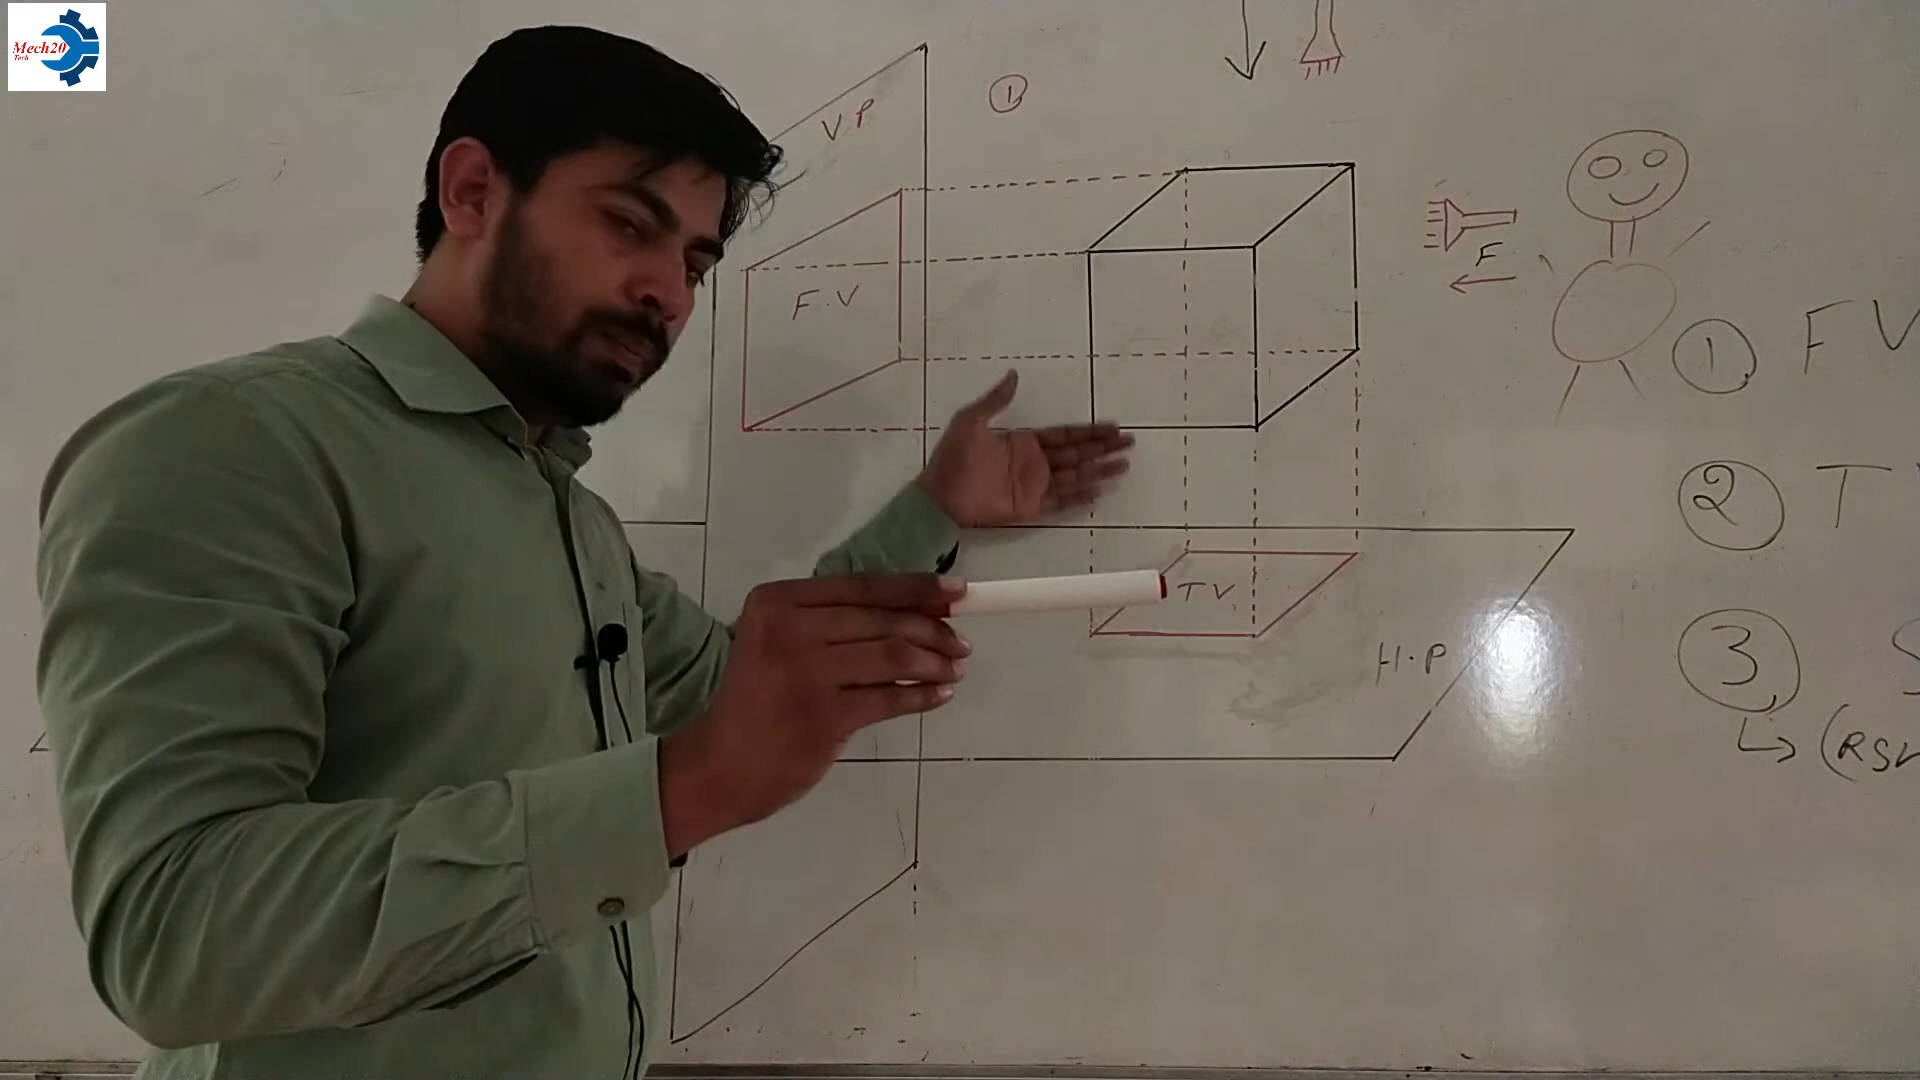 Mech20
Tech
V P
①
F.V
F
① FV
② T
T V
H.P
③ S
↳ (RSV